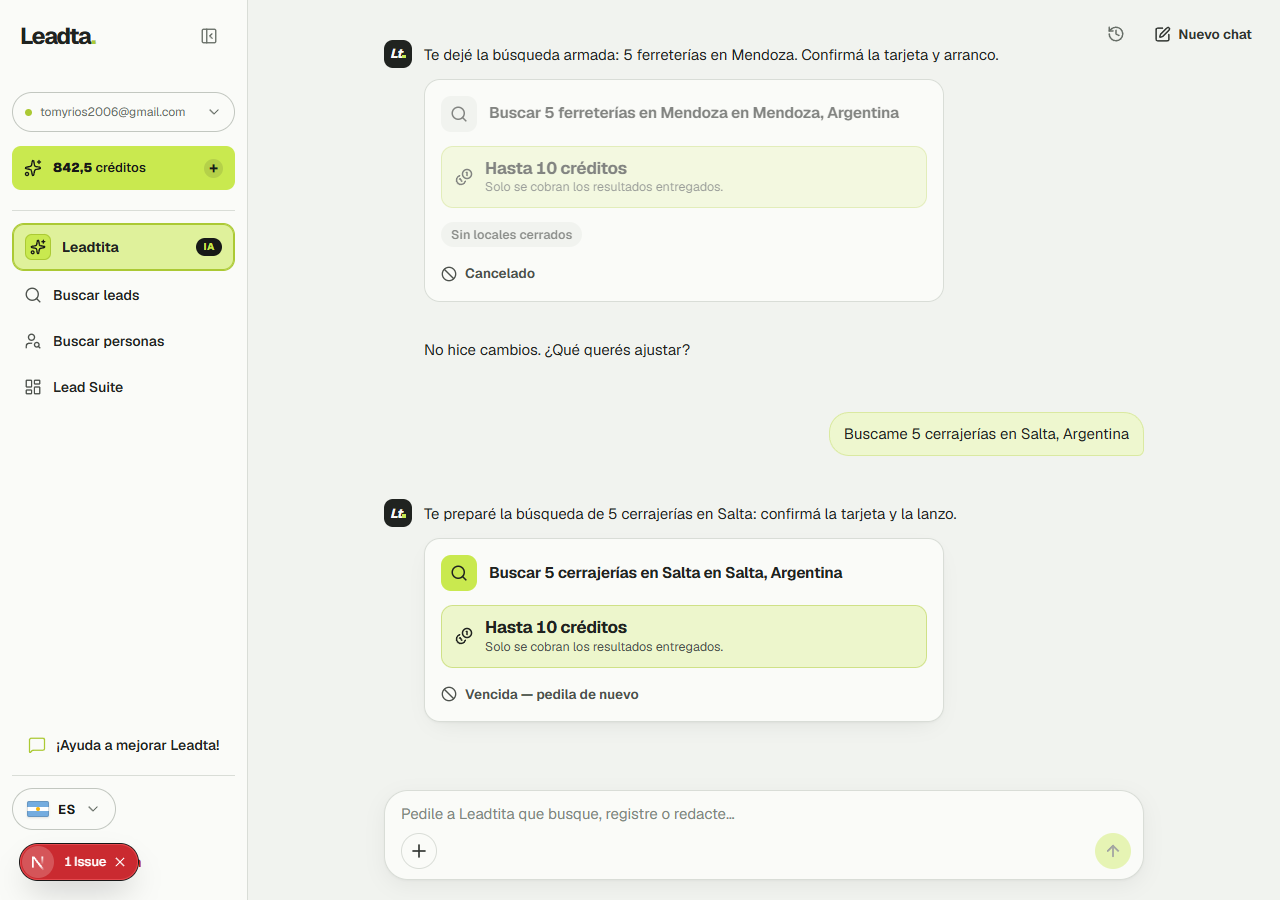 Leadta.
tomyrios2006@gmail.com
842,5 créditos
Leadtita
IA
Buscar leads
Buscar personas
Lead Suite
¡Ayuda a mejorar Leadta!
ES
N
1 Issue
Nuevo chat
Lt.
Te dejé la búsqueda armada: 5 ferreterías en Mendoza. Confirmá la tarjeta y arranco.
Buscar 5 ferreterías en Mendoza en Mendoza, Argentina
Hasta 10 créditos
Solo se cobran los resultados entregados.
Sin locales cerrados
Cancelado
No hice cambios. ¿Qué querés ajustar?
Buscame 5 cerrajerías en Salta, Argentina
Lt.
Te preparé la búsqueda de 5 cerrajerías en Salta: confirmá la tarjeta y la lanzo.
Buscar 5 cerrajerías en Salta en Salta, Argentina
Hasta 10 créditos
Solo se cobran los resultados entregados.
Vencida — pedila de nuevo
Pedile a Leadtita que busque, registre o redacte…